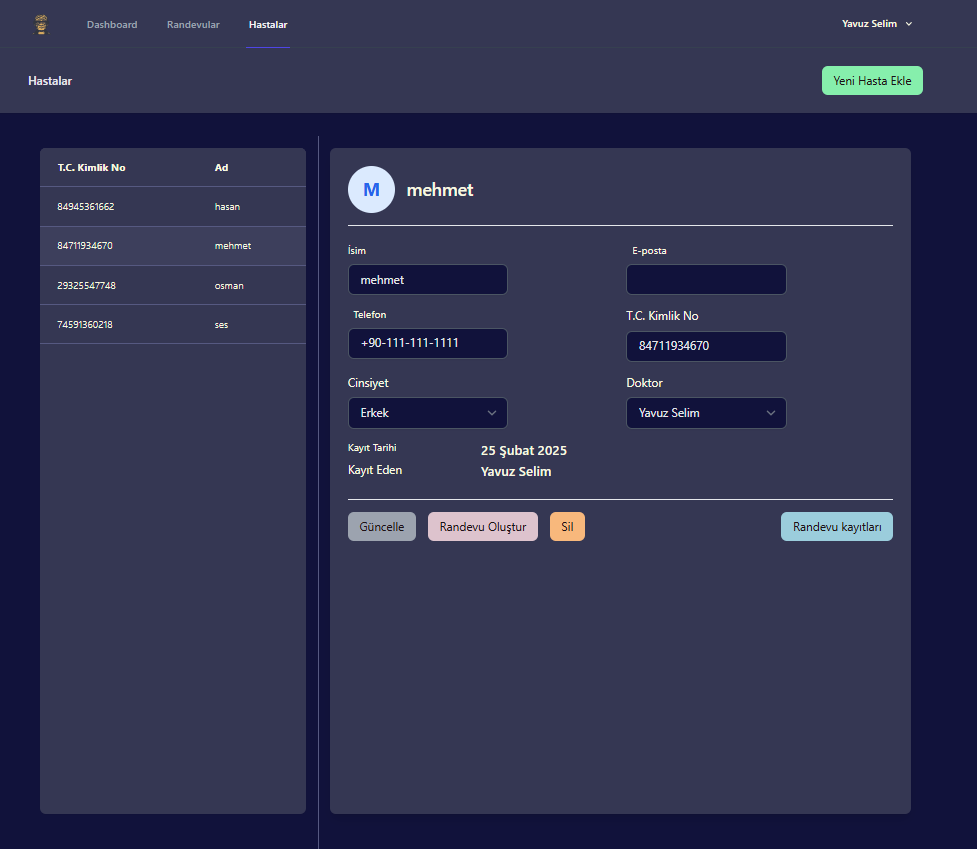 Dashboard Randevular Hastalar Yavuz Selim
Hastalar Yeni Hasta Ekle
T.C. Kimlik No Ad
84945361662 hasan
84711934670 mehmet
29325547748 osman
74591360218 ses
M mehmet
İsim E-posta
mehmet
Telefon T.C. Kimlik No
+90-111-111-1111 84711934670
Cinsiyet Doktor
Erkek Yavuz Selim
Kayıt Tarihi 25 Şubat 2025
Kayıt Eden Yavuz Selim
Güncelle Randevu Oluştur Sil Randevu kayıtları